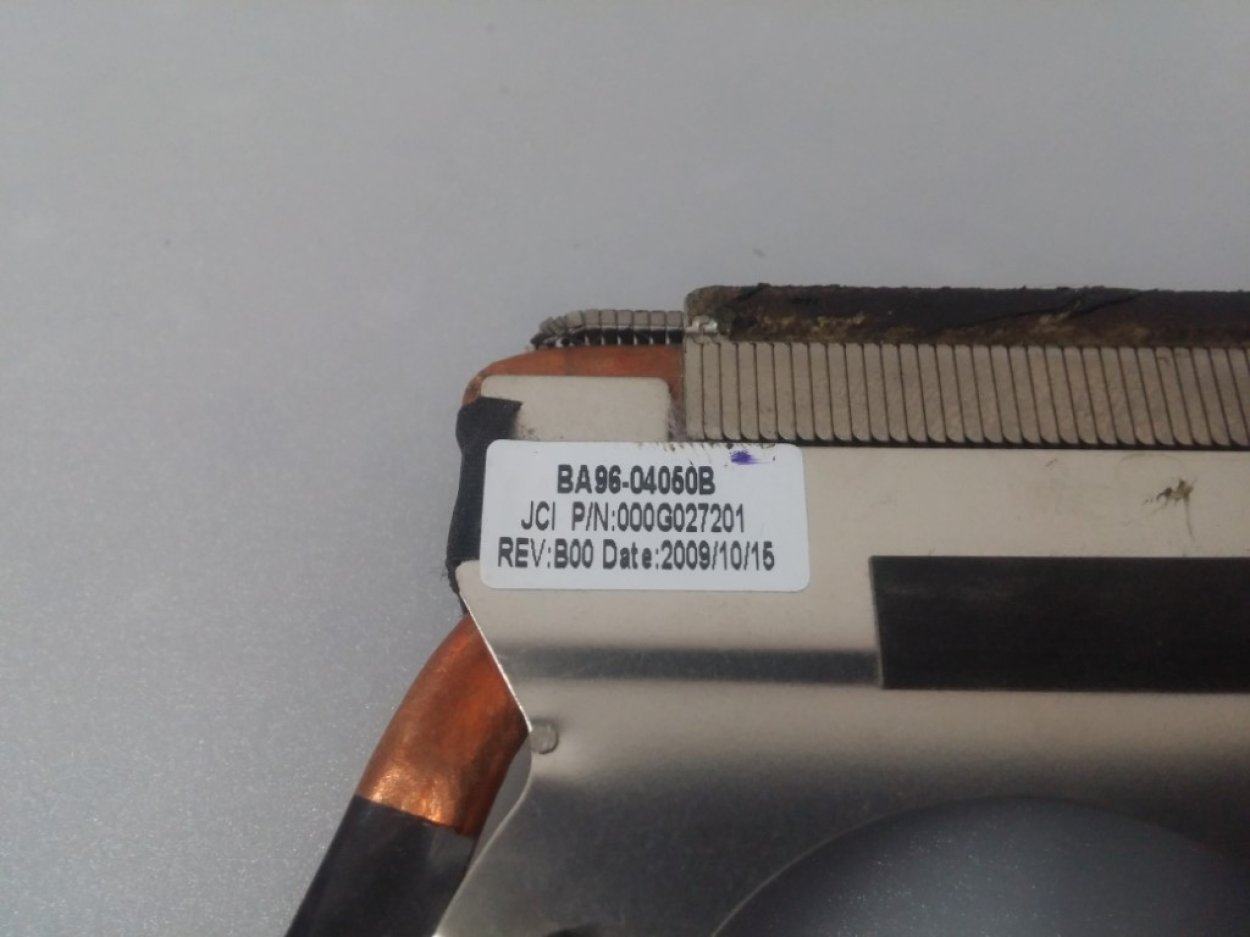 BA96-04050B
JCI P/N:000G027201
REV:B00 Date:2009/10/15